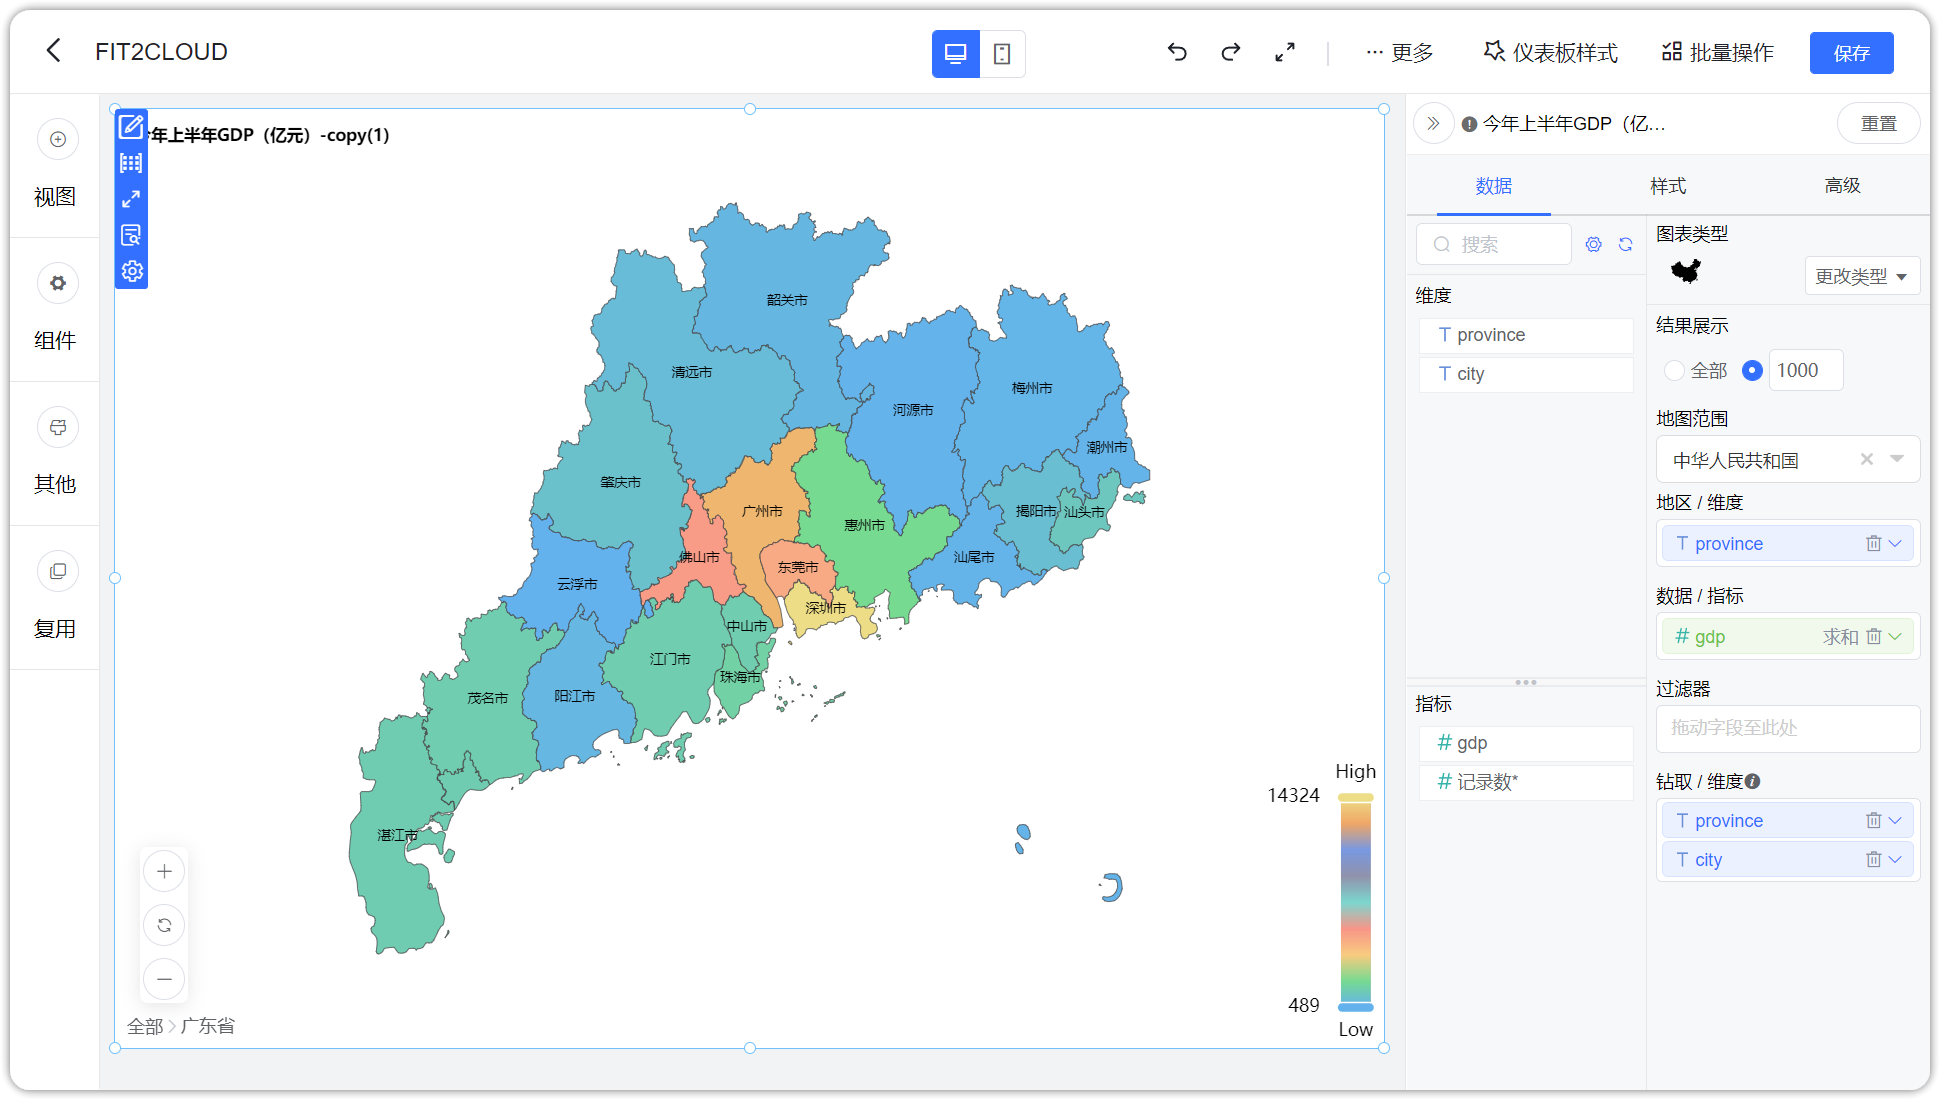 FIT2CLOUD
更多
仪表板样式
批量操作
保存
视图
组件
其他
复用
年上半年GDP（亿元）-copy(1)
韶关市
清远市
梅州市
河源市
潮州市
肇庆市
广州市
惠州市
揭阳市
汕头市
佛山市
东莞市
汕尾市
云浮市
深圳市
中山市
江门市
珠海市
茂名市
阳江市
湛江市
High
14324
489
Low
全部
广东省
今年上半年GDP（亿...
重置
数据
样式
高级
搜索
维度
province
city
指标
gdp
记录数*
图表类型
更改类型
结果展示
全部
1000
地图范围
中华人民共和国
地区 / 维度
province
数据 / 指标
gdp
求和
过滤器
拖动字段至此处
钻取 / 维度
province
city